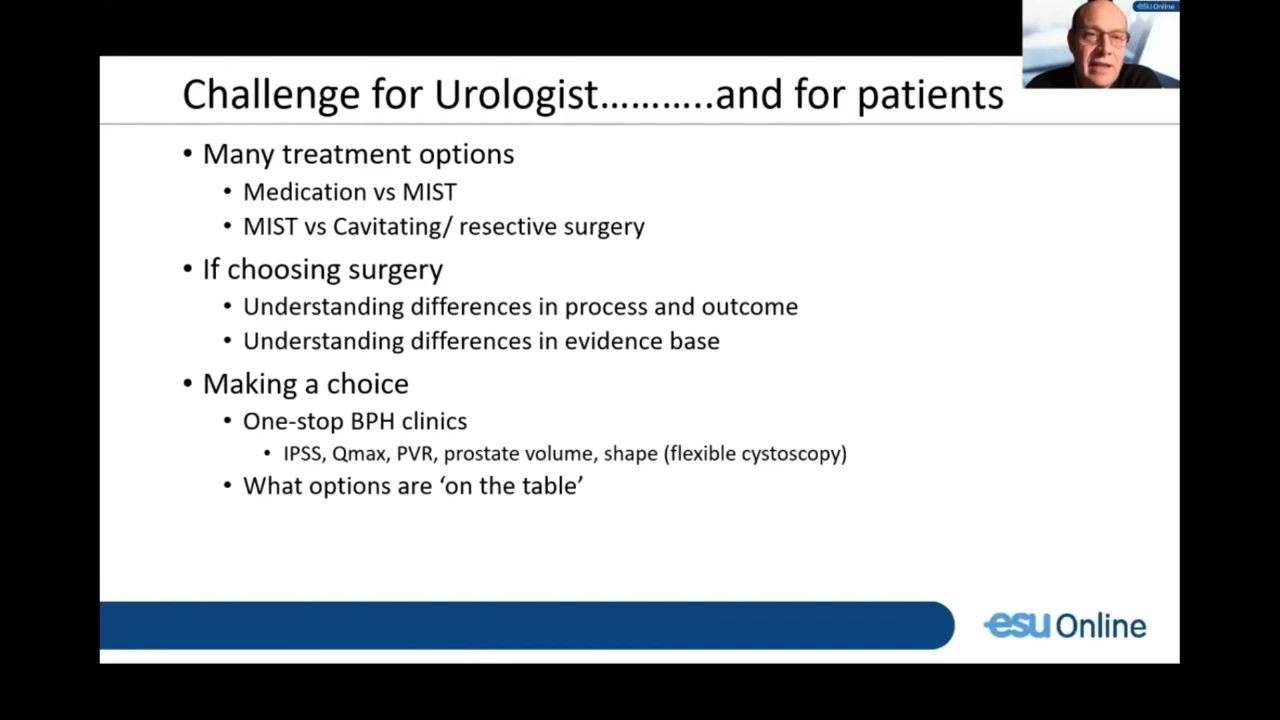 esu Online
Challenge for Urologist………..and for patients
• Many treatment options
• Medication vs MIST
• MIST vs Cavitating/ resective surgery
• If choosing surgery
• Understanding differences in process and outcome
• Understanding differences in evidence base
• Making a choice
• One-stop BPH clinics
• IPSS, Qmax, PVR, prostate volume, shape (flexible cystoscopy)
• What options are ‘on the table’
esu Online